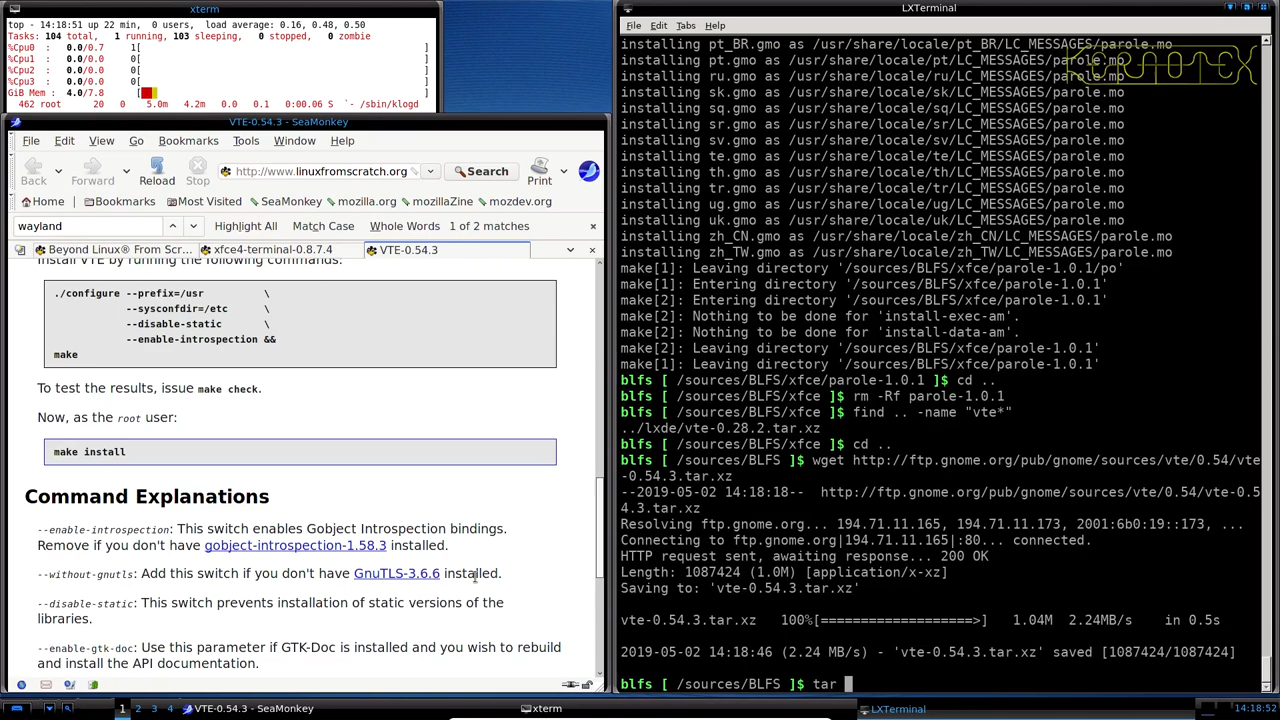 xterm
top - 14:18:51 up 22 min,  0 users,  load average: 0.16, 0.48, 0.50
Tasks: 104 total,   1 running, 103 sleeping,   0 stopped,   0 zombie
%Cpu0  :   0.0/0.7     1[                                        ]
%Cpu1  :   0.0/0.0     0[                                        ]
%Cpu2  :   0.0/0.0     0[                                        ]
%Cpu3  :   0.0/0.0     0[                                        ]
GiB Mem :  4.0/7.8      [                                        ]
462 root      20   0    5.0m   4.2m   0.0   0.1   0:00.06 S  `- /sbin/klogd
VTE-0.54.3 - SeaMonkey
File Edit View Go Bookmarks Tools Window Help
Back Forward Reload Stop http://www.linuxfromscratch.org Search Print
Home Bookmarks Most Visited SeaMonkey mozilla.org mozillaZine mozdev.org
wayland Highlight All Match Case Whole Words 1 of 2 matches
Beyond Linux® From Scr... xfce4-terminal-0.8.7.4 VTE-0.54.3
Install VTE by running the following commands:
./configure --prefix=/usr          \
--sysconfdir=/etc      \
--disable-static       \
--enable-introspection &&
make
To test the results, issue make check.
Now, as the root user:
make install
Command Explanations
--enable-introspection: This switch enables Gobject Introspection bindings.
Remove if you don't have gobject-introspection-1.58.3 installed.
--without-gnutls: Add this switch if you don't have GnuTLS-3.6.6 installed.
--disable-static: This switch prevents installation of static versions of the
libraries.
--enable-gtk-doc: Use this parameter if GTK-Doc is installed and you wish to rebuild
and install the API documentation.
LXTerminal
File Edit Tabs Help
KERNOTEX
installing pt_BR.gmo as /usr/share/locale/pt_BR/LC_MESSAGES/parole.mo
installing pt.gmo as /usr/share/locale/pt/LC_MESSAGES/parole.mo
installing ru.gmo as /usr/share/locale/ru/LC_MESSAGES/parole.mo
installing sk.gmo as /usr/share/locale/sk/LC_MESSAGES/parole.mo
installing sq.gmo as /usr/share/locale/sq/LC_MESSAGES/parole.mo
installing sr.gmo as /usr/share/locale/sr/LC_MESSAGES/parole.mo
installing sv.gmo as /usr/share/locale/sv/LC_MESSAGES/parole.mo
installing te.gmo as /usr/share/locale/te/LC_MESSAGES/parole.mo
installing th.gmo as /usr/share/locale/th/LC_MESSAGES/parole.mo
installing tr.gmo as /usr/share/locale/tr/LC_MESSAGES/parole.mo
installing ug.gmo as /usr/share/locale/ug/LC_MESSAGES/parole.mo
installing uk.gmo as /usr/share/locale/uk/LC_MESSAGES/parole.mo
installing zh_CN.gmo as /usr/share/locale/zh_CN/LC_MESSAGES/parole.mo
installing zh_TW.gmo as /usr/share/locale/zh_TW/LC_MESSAGES/parole.mo
make[1]: Leaving directory '/sources/BLFS/xfce/parole-1.0.1/po'
make[1]: Entering directory '/sources/BLFS/xfce/parole-1.0.1'
make[2]: Entering directory '/sources/BLFS/xfce/parole-1.0.1'
make[2]: Nothing to be done for 'install-exec-am'.
make[2]: Nothing to be done for 'install-data-am'.
make[2]: Leaving directory '/sources/BLFS/xfce/parole-1.0.1'
make[1]: Leaving directory '/sources/BLFS/xfce/parole-1.0.1'
blfs [ /sources/BLFS/xfce/parole-1.0.1 ]$ cd ..
blfs [ /sources/BLFS/xfce ]$ rm -Rf parole-1.0.1
blfs [ /sources/BLFS/xfce ]$ find .. -name "vte*"
../lxde/vte-0.28.2.tar.xz
blfs [ /sources/BLFS/xfce ]$ cd ..
blfs [ /sources/BLFS ]$ wget http://ftp.gnome.org/pub/gnome/sources/vte/0.54/vte
-0.54.3.tar.xz
--2019-05-02 14:18:18--  http://ftp.gnome.org/pub/gnome/sources/vte/0.54/vte-0.5
4.3.tar.xz
Resolving ftp.gnome.org... 194.71.11.165, 194.71.11.173, 2001:6b0:19::173, ...
Connecting to ftp.gnome.org|194.71.11.165|:80... connected.
HTTP request sent, awaiting response... 200 OK
Length: 1087424 (1.0M) [application/x-xz]
Saving to: 'vte-0.54.3.tar.xz'
vte-0.54.3.tar.xz   100%[===================>]   1.04M  2.24MB/s    in 0.5s
2019-05-02 14:18:46 (2.24 MB/s) - 'vte-0.54.3.tar.xz' saved [1087424/1087424]
blfs [ /sources/BLFS ]$ tar
1 2 3 4 VTE-0.54.3 - SeaMonkey xterm LXTerminal 14:18:52